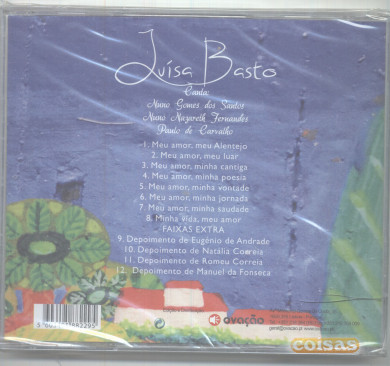 Luísa Basto
Canta:
Nuno Gomes dos Santos
Nuno Nazareth Fernandes
Paulo de Carvalho
1. Meu amor, meu Alentejo
2. Meu amor, meu luar
3. Meu amor, minha cantiga
4. Meu amor, minha poesia
5. Meu amor, minha vontade
6. Meu amor, minha jornada
7. Meu amor, minha saudade
8. Minha vida, meu amor
FAIXAS EXTRA
9. Depoimento de Eugénio de Andrade
10. Depoimento de Natália Correia
11. Depoimento de Romeu Correia
12. Depoimento de Manuel da Fonseca
ovação
coisas